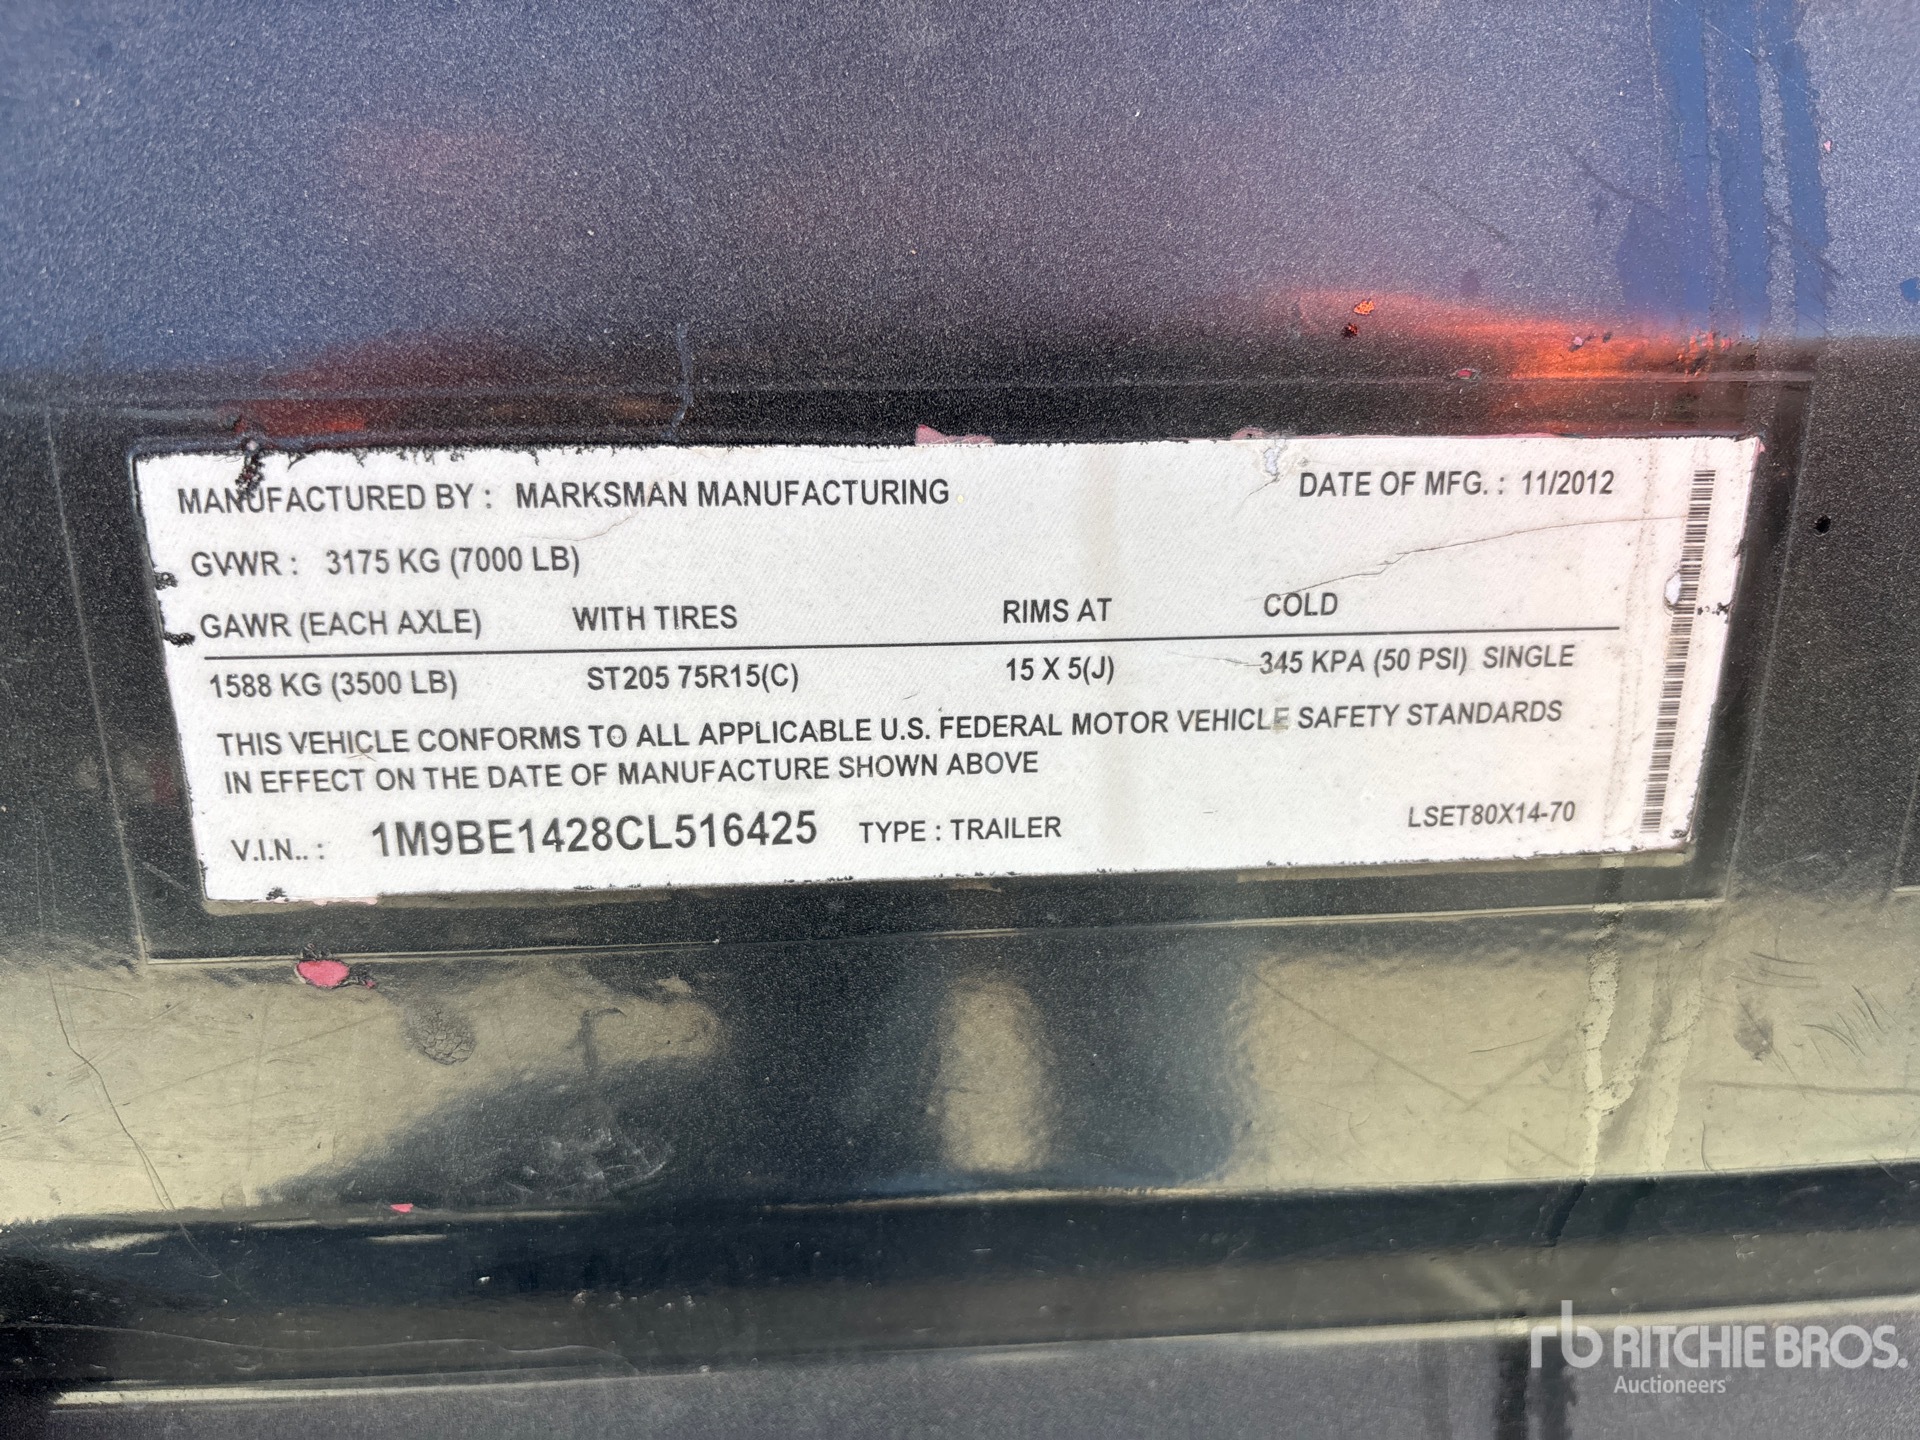 MANUFACTURED BY : MARKSMAN MANUFACTURING DATE OF MFG. : 11/2012
GVWR : 3175 KG (7000 LB)
GAWR (EACH AXLE) WITH TIRES RIMS AT COLD
1588 KG (3500 LB) ST205 75R15(C) 15 X 5(J) 345 KPA (50 PSI) SINGLE
THIS VEHICLE CONFORMS TO ALL APPLICABLE U.S. FEDERAL MOTOR VEHICLE SAFETY STANDARDS
IN EFFECT ON THE DATE OF MANUFACTURE SHOWN ABOVE
V.I.N.. : 1M9BE1428CL516425 TYPE : TRAILER LSET80X14-70
rb RITCHIE BROS.
Auctioneers